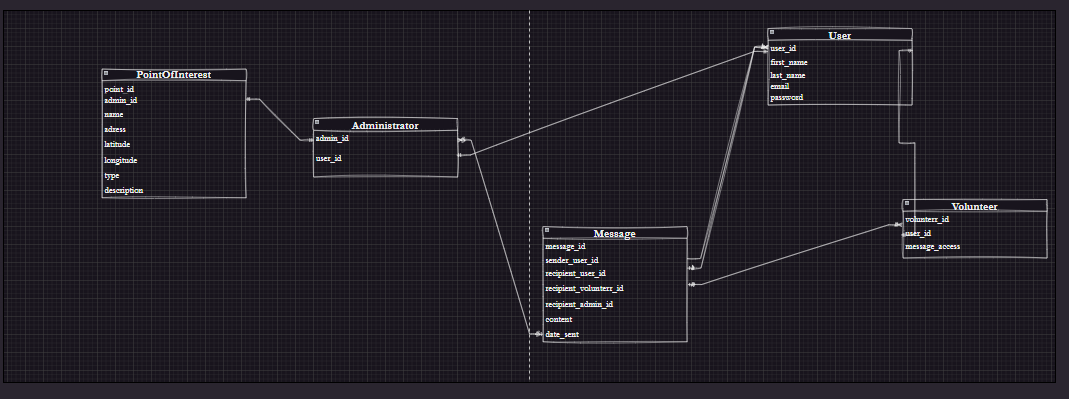 PointOfInterest
point_id
admin_id
name
adress
latitude
longitude
type
description
Administrator
admin_id
user_id
Message
message_id
sender_user_id
recipient_user_id
recipient_volunterr_id
recipient_admin_id
content
date_sent
User
user_id
first_name
last_name
email
password
Volunteer
volunterr_id
user_id
message_access